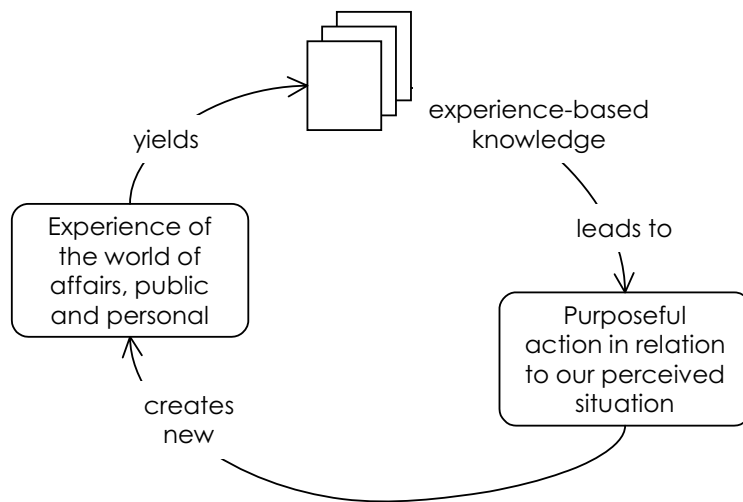 experience-based
knowledge
yields
leads to
Experience of
the world of
affairs, public
and personal
Purposeful
action in relation
to our perceived
situation
creates
new